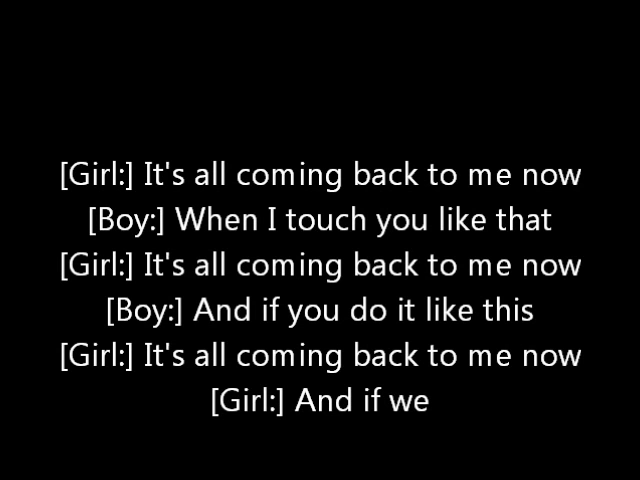 [Girl:] It's all coming back to me now
[Boy:] When I touch you like that
[Girl:] It's all coming back to me now
[Boy:] And if you do it like this
[Girl:] It's all coming back to me now
[Girl:] And if we